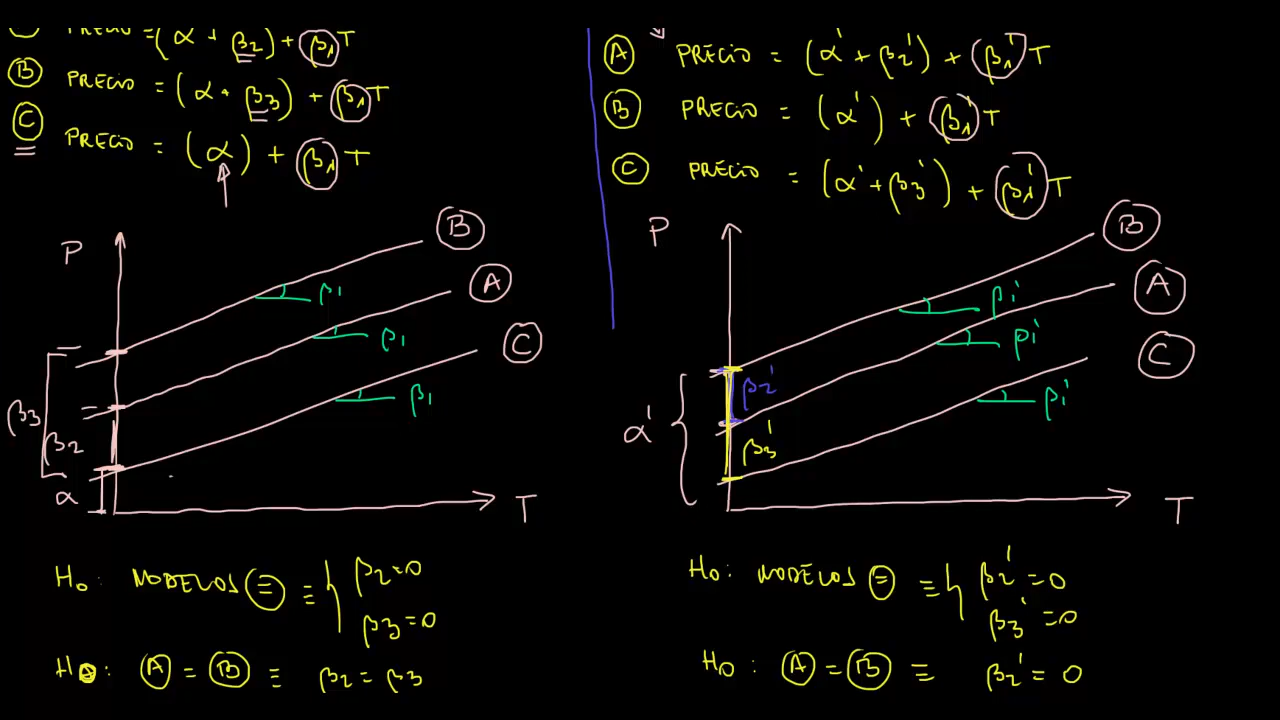 PRECIO = (α + β2) + β1 T
B PRECIO = (α + β3) + β1 T
C PRECIO = (α) + β1 T
P
B
A
C
β1
β1
β1
β3
β2
α
T
H0: MODELOS = ≡ { β2=0
β3=0
H0: A = B ≡ β2 = β3
A PRECIO = (α' + β2') + β1' T
B PRECIO = (α') + β1' T
C PRECIO = (α' + β3') + β1' T
P
B
A
C
β1'
β1'
β1'
α'
β2'
β3'
T
H0: MODELOS = ≡ { β2' = 0
β3' = 0
H0: A = B ≡ β2' = 0